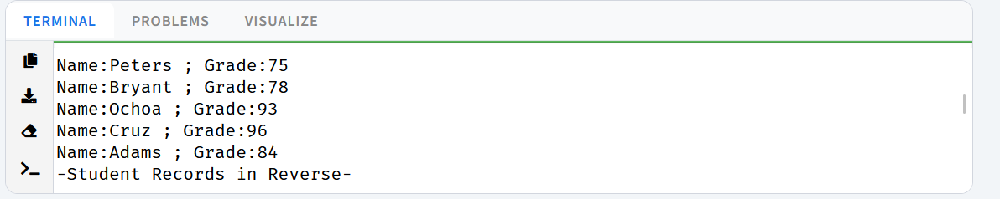 TERMINAL PROBLEMS VISUALIZE
Name:Peters ; Grade:75
Name:Bryant ; Grade:78
Name:Ochoa ; Grade:93
Name:Cruz ; Grade:96
Name:Adams ; Grade:84
-Student Records in Reverse-